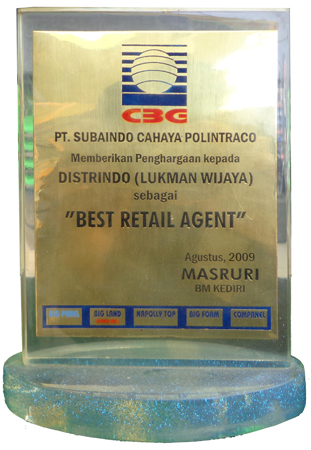 CBG
PT. SUBAINDO CAHAYA POLINTRACO
Memberikan Penghargaan kepada
DISTRINDO (LUKMAN WIJAYA)
sebagai
"BEST RETAIL AGENT"
Agustus, 2009
MASRURI
BM KEDIRI
BIG LAND NAPOLLY TOP BIG FOAM COMPANEL